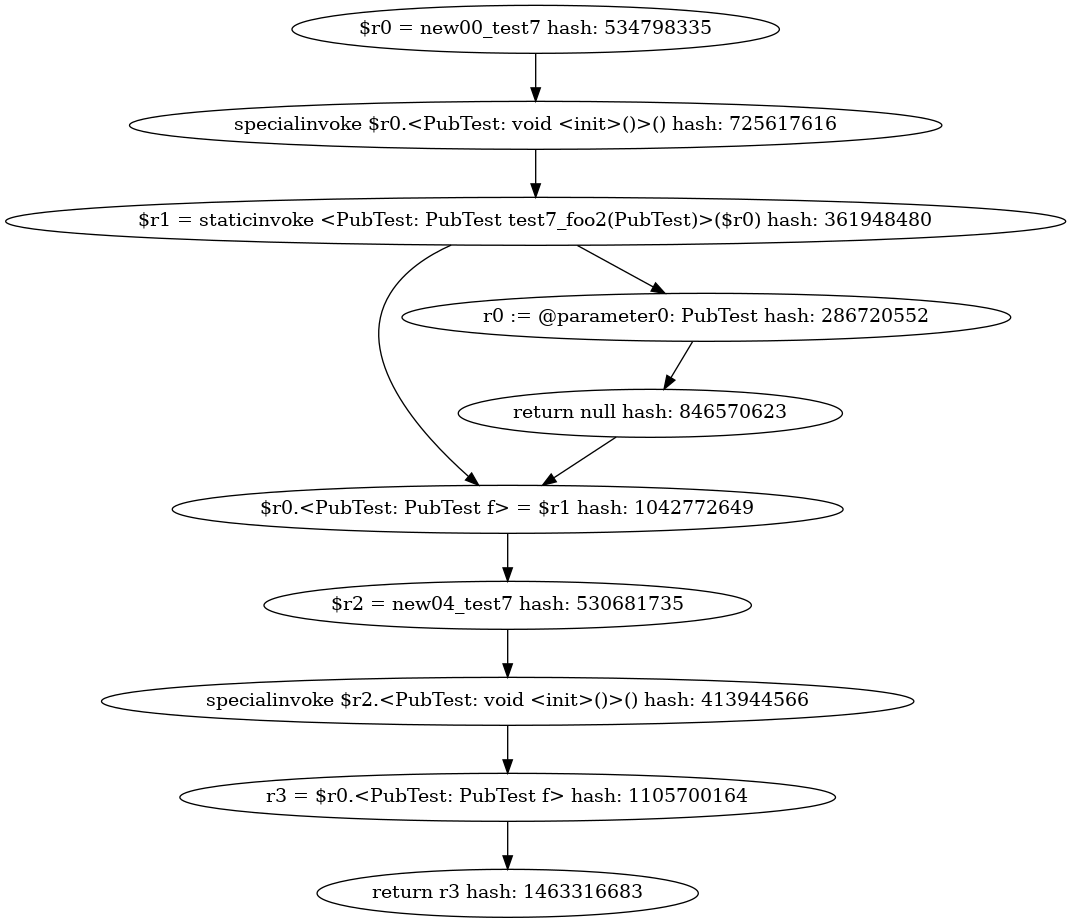 $r0 = new00_test7 hash: 534798335
specialinvoke $r0.<PubTest: void <init>()>() hash: 725617616
$r1 = staticinvoke <PubTest: PubTest test7_foo2(PubTest)>($r0) hash: 361948480
r0 := @parameter0: PubTest hash: 286720552
return null hash: 846570623
$r0.<PubTest: PubTest f> = $r1 hash: 1042772649
$r2 = new04_test7 hash: 530681735
specialinvoke $r2.<PubTest: void <init>()>() hash: 413944566
r3 = $r0.<PubTest: PubTest f> hash: 1105700164
return r3 hash: 1463316683